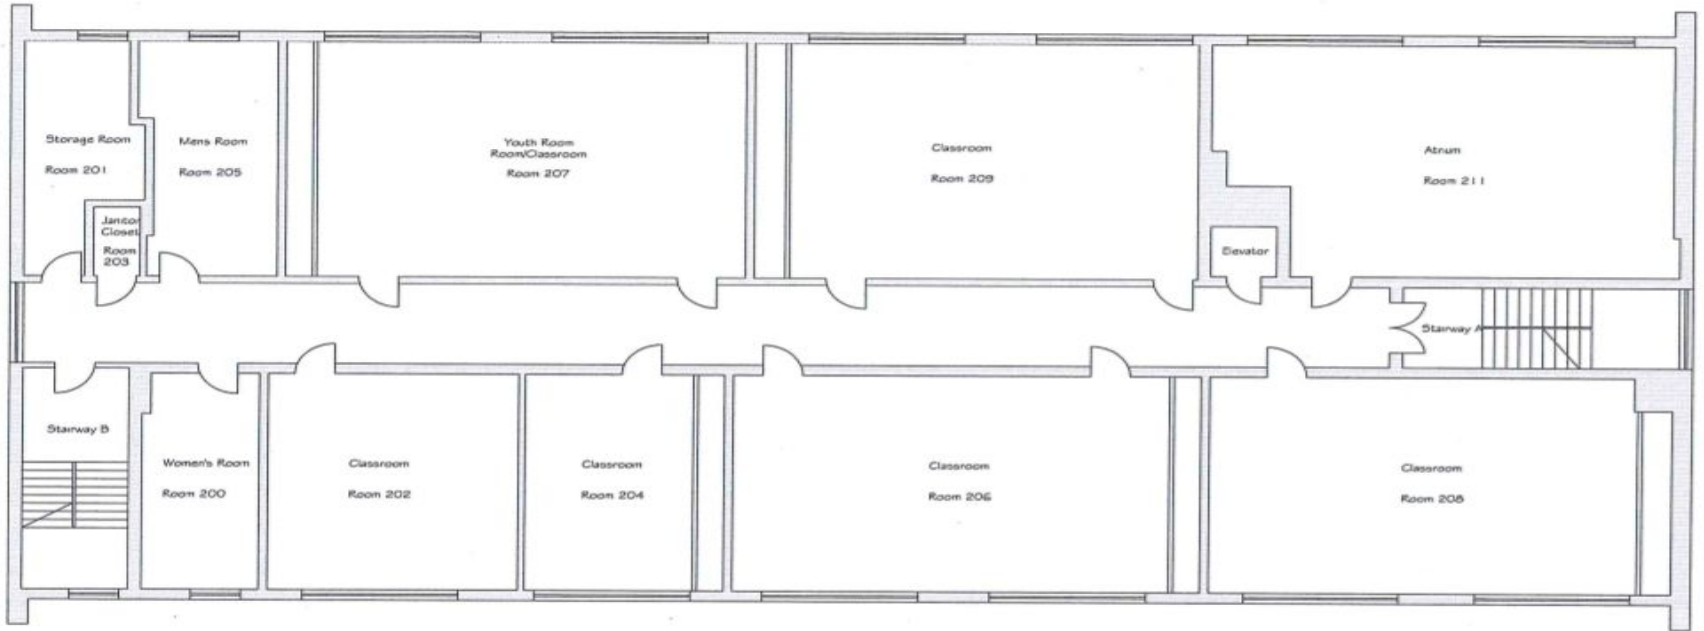 Storage Room
Room 201
Mens Room
Room 205
Janitor
Closet
Room
203
Youth Room
Room/Classroom
Room 207
Classroom
Room 209
Atrium
Room 211
Elevator
Stairway A
Stairway B
Women's Room
Room 200
Classroom
Room 202
Classroom
Room 204
Classroom
Room 206
Classroom
Room 208